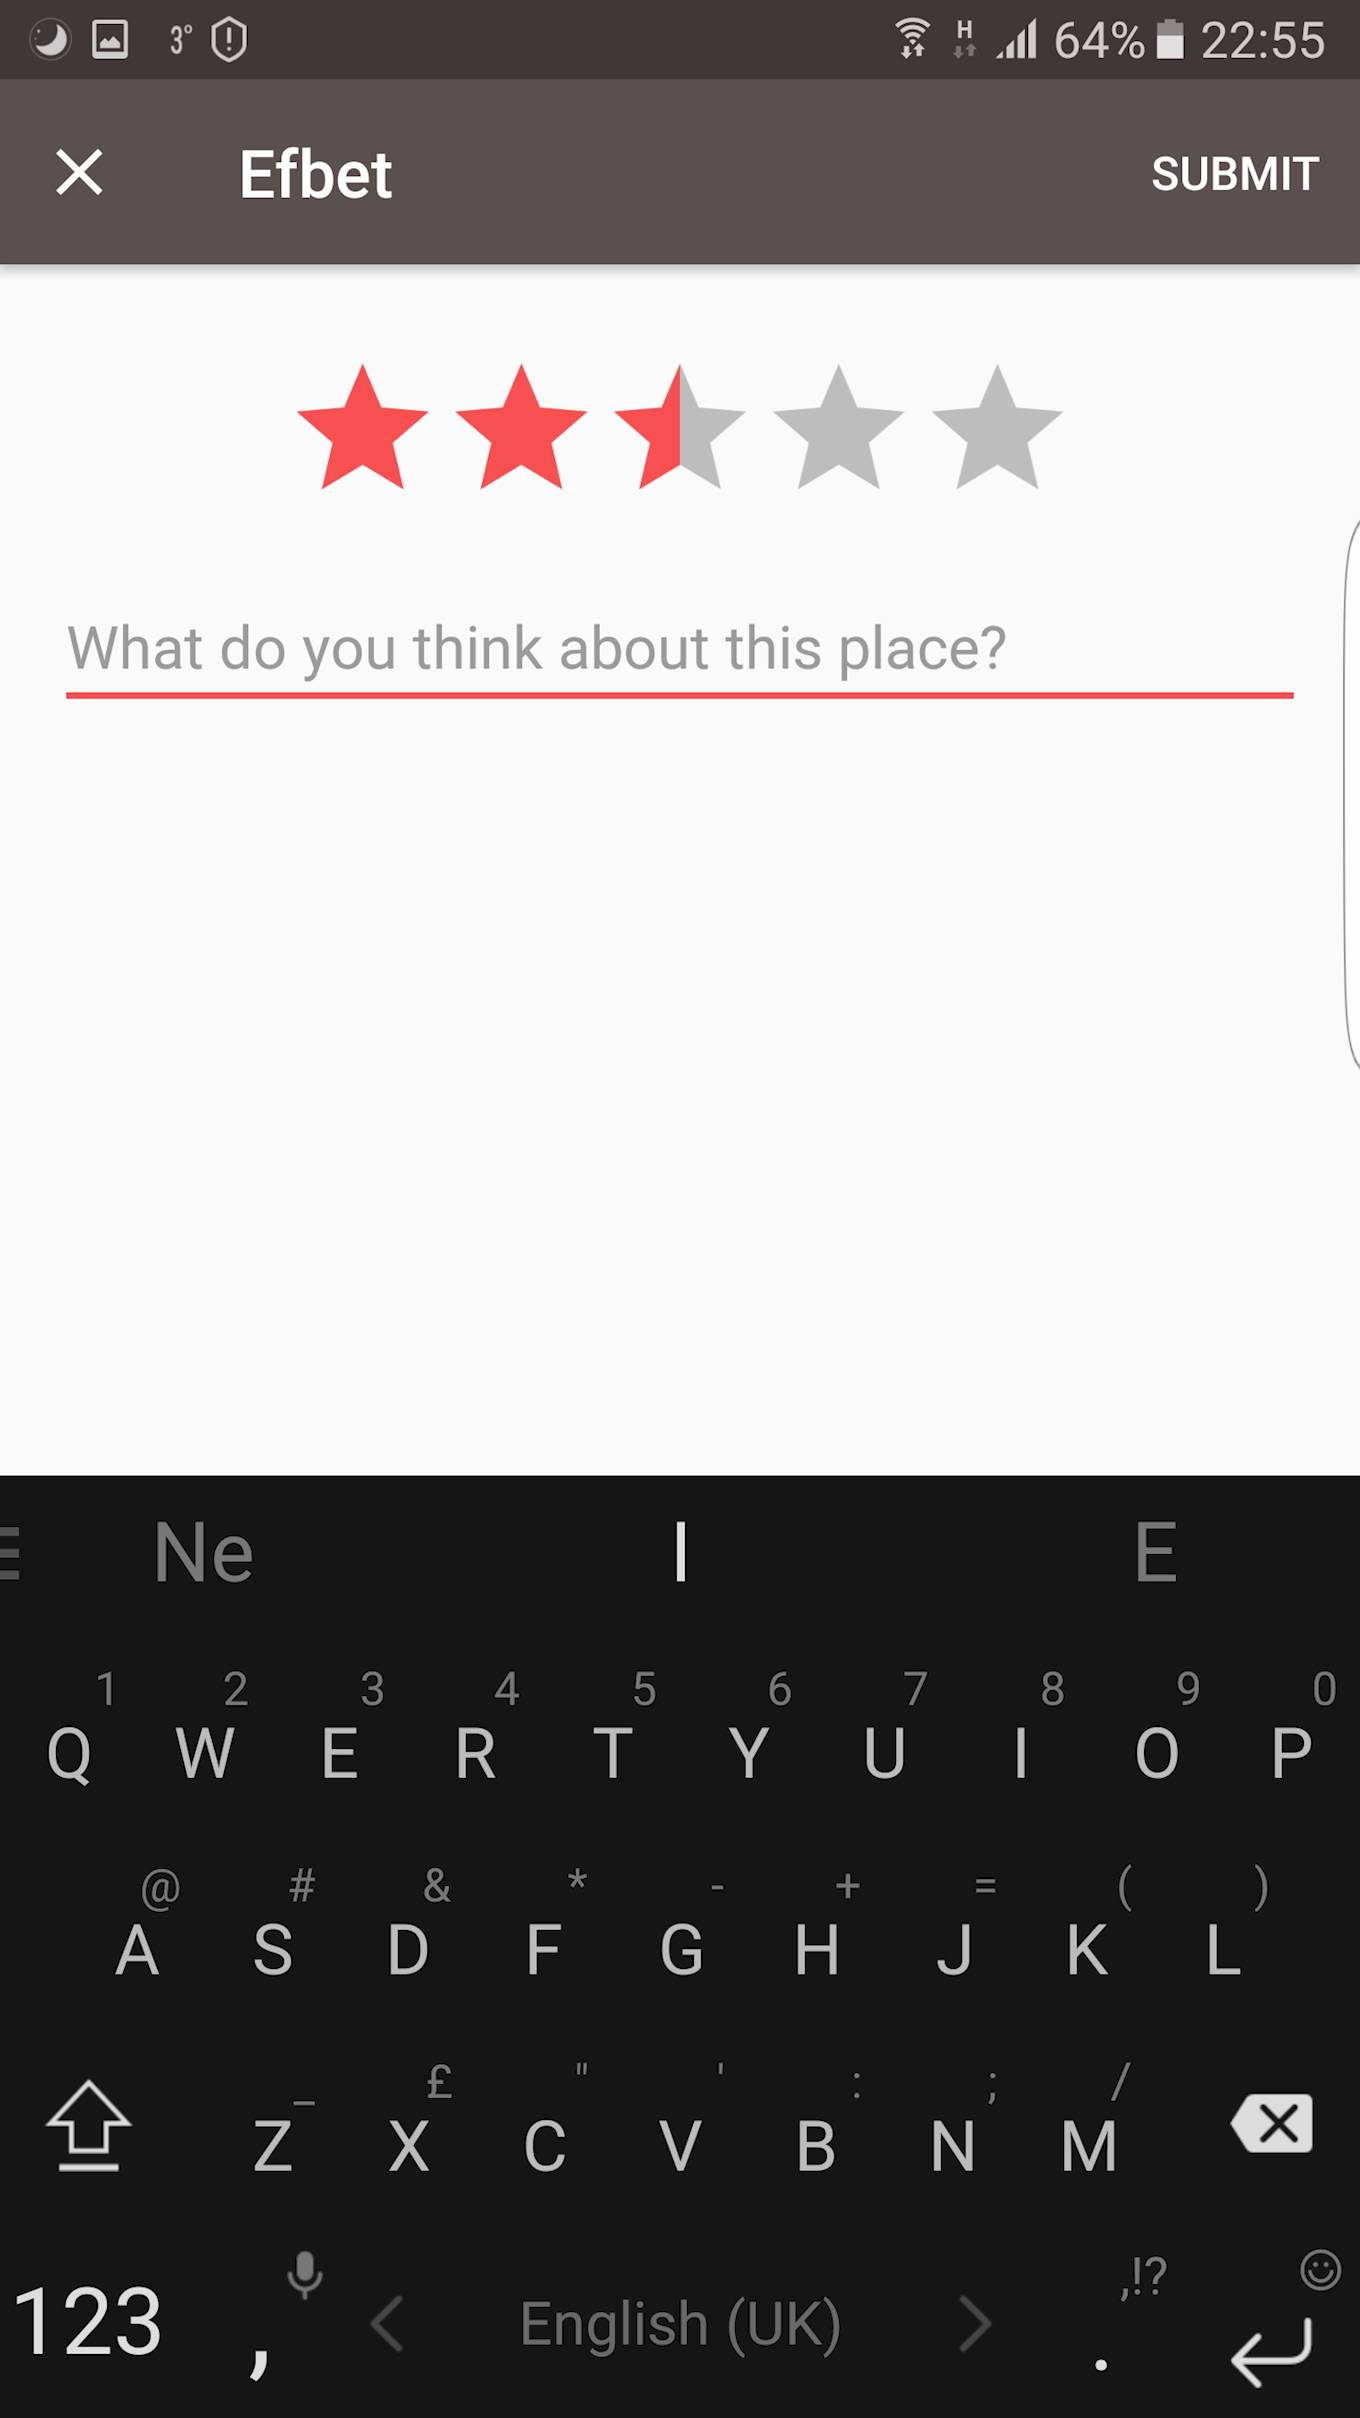 3° H 64% 22:55
Efbet SUBMIT
What do you think about this place?
Ne I E
1 2 3 4 5 6 7 8 9 0
Q W E R T Y U I O P
@ # & * - + = ( )
A S D F G H J K L
_ £ " ' : ; /
Z X C V B N M
,!?
123 , < English (UK) > .